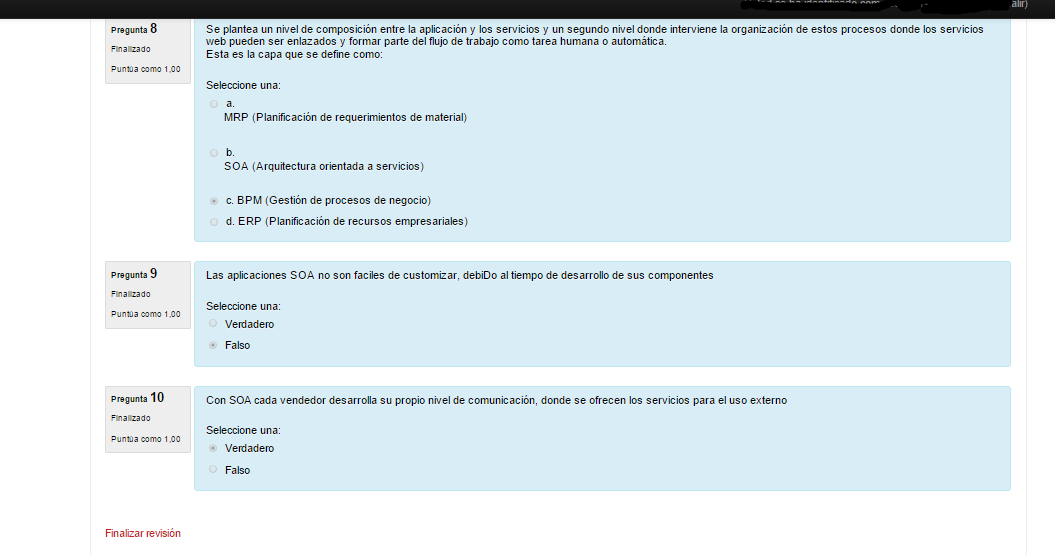 alir)
Pregunta 8
Finalizado
Puntúa como 1,00
Se plantea un nivel de composición entre la aplicación y los servicios y un segundo nivel donde interviene la organización de estos procesos donde los servicios
web pueden ser enlazados y formar parte del flujo de trabajo como tarea humana o automática.
Esta es la capa que se define como:
Seleccione una:
a.
MRP (Planificación de requerimientos de material)
b.
SOA (Arquitectura orientada a servicios)
c. BPM (Gestión de procesos de negocio)
d. ERP (Planificación de recursos empresariales)
Pregunta 9
Finalizado
Puntúa como 1,00
Las aplicaciones SOA no son faciles de customizar, debiDo al tiempo de desarrollo de sus componentes
Seleccione una:
Verdadero
Falso
Pregunta 10
Finalizado
Puntúa como 1,00
Con SOA cada vendedor desarrolla su propio nivel de comunicación, donde se ofrecen los servicios para el uso externo
Seleccione una:
Verdadero
Falso
Finalizar revisión